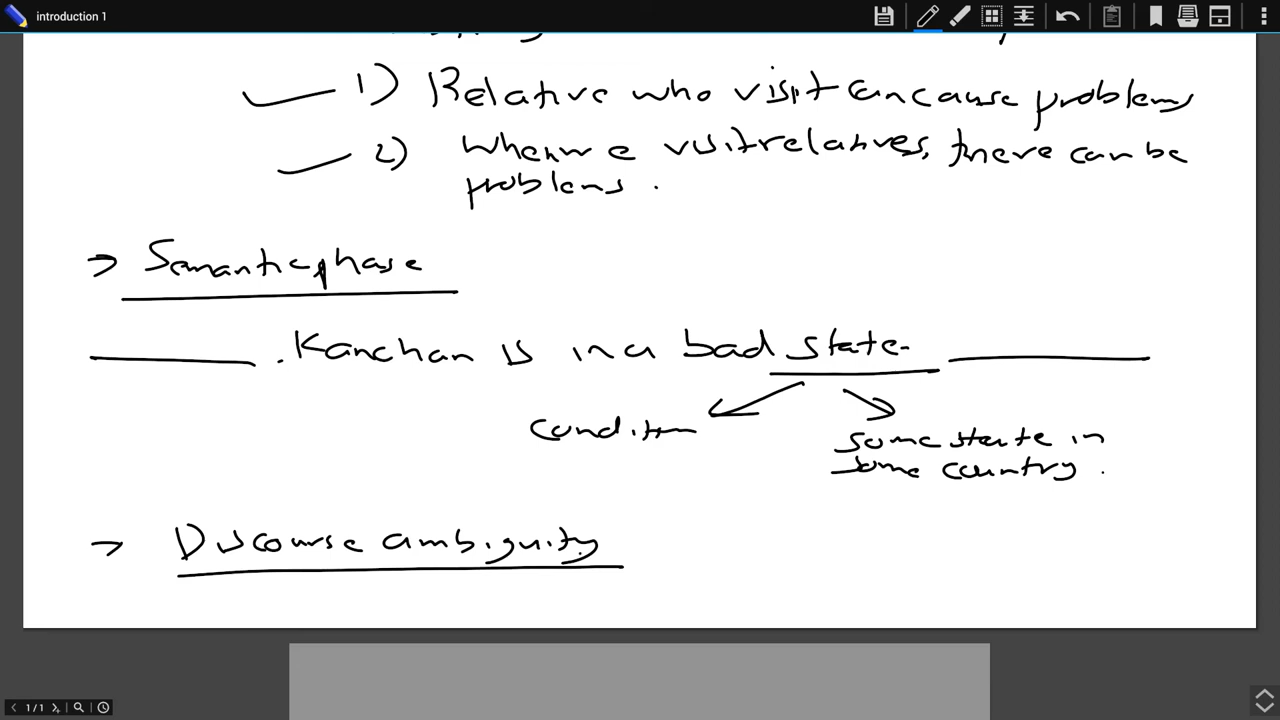 introduction 1
1) Relative who visit can cause problems
2) When we visit relatives, there can be
problems.
→ Semantic phase
. Kanchan is in a bad state.
condition
some state in
some country.
→ Discourse ambiguity
1/1